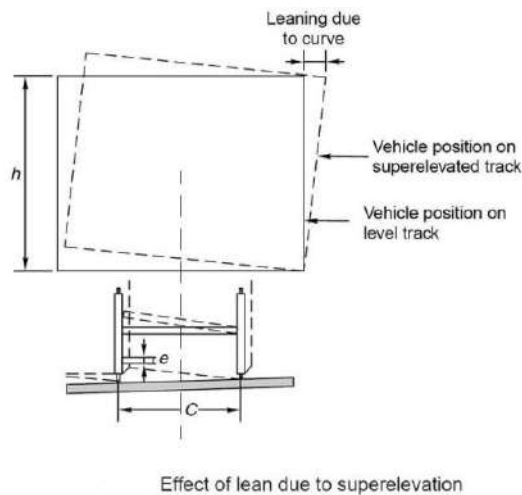 Leaning due
to curve
h
Vehicle position on
superelevated track
Vehicle position on
level track
e
C
Effect of lean due to superelevation